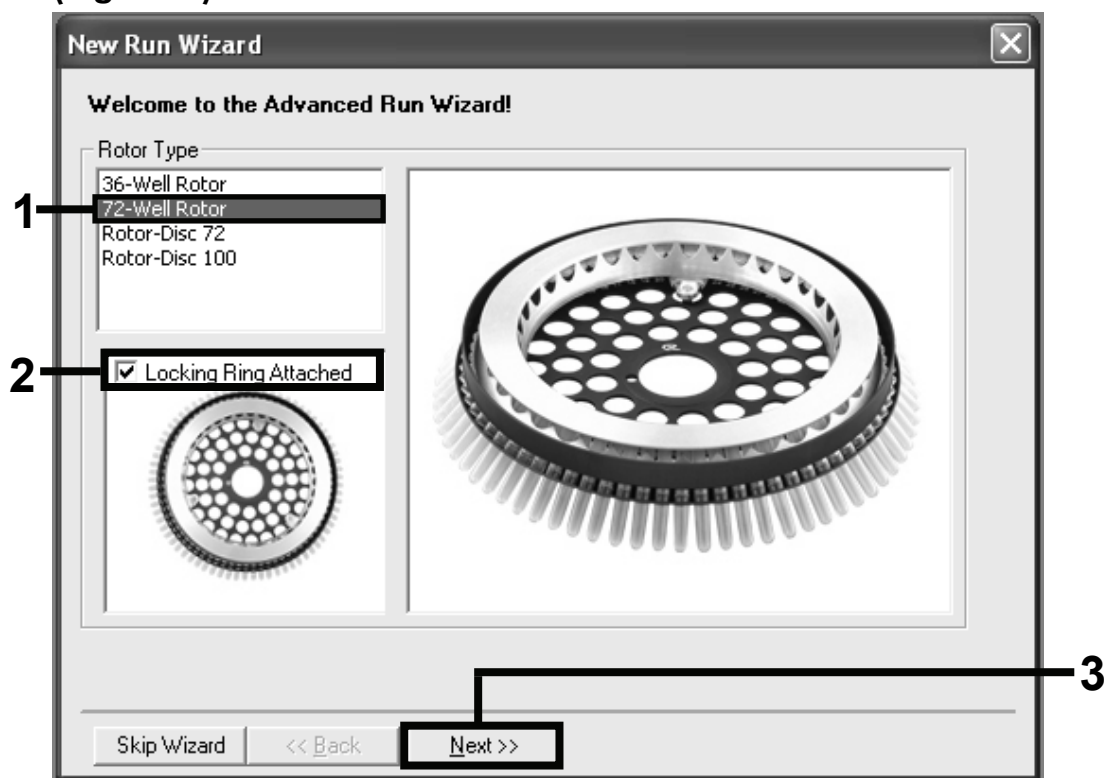 New Run Wizard
Welcome to the Advanced Run Wizard!
Rotor Type
36-Well Rotor
1
72-Well Rotor
Rotor-Disc 72
Rotor-Disc 100
2
Locking Ring Attached
3
Skip Wizard
<< Back
Next >>